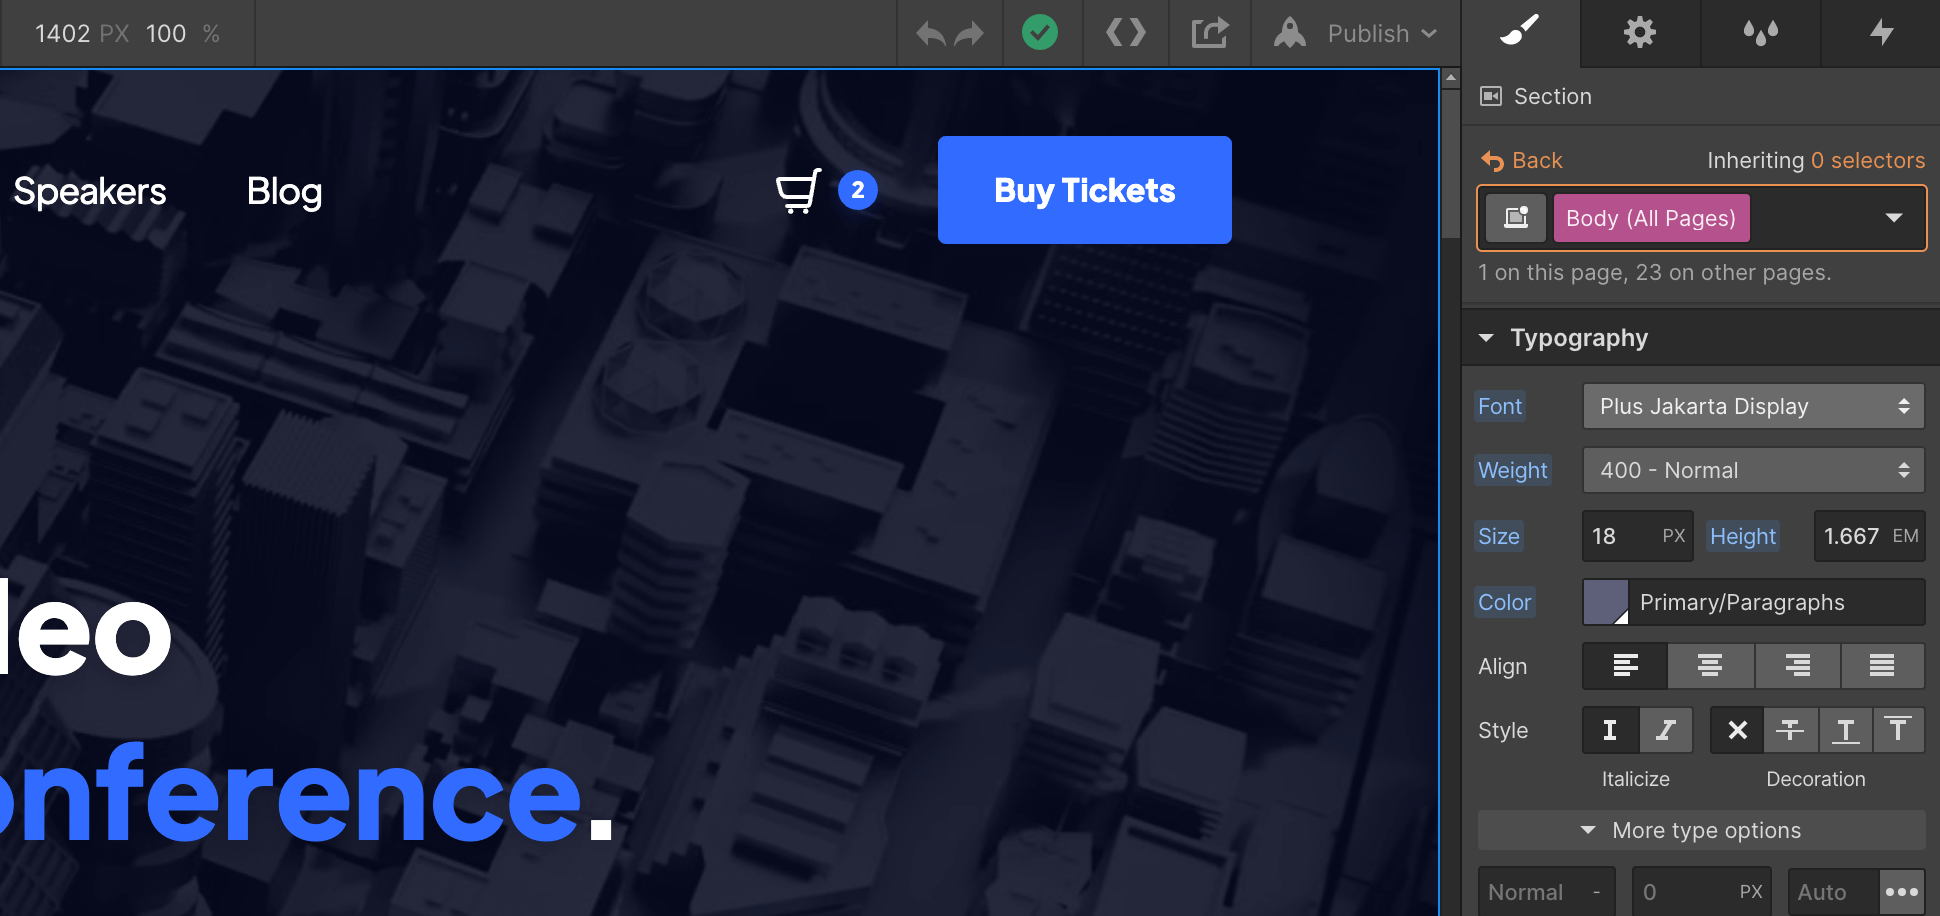 1402 PX 100 %
Publish
Section
Back
Inheriting 0 selectors
Body (All Pages)
1 on this page, 23 on other pages.
Speakers
Blog
2
Buy Tickets
leo
onference.
Typography
Font
Plus Jakarta Display
Weight
400 - Normal
Size
18 PX
Height
1.667 EM
Color
Primary/Paragraphs
Align
Style
Italicize
Decoration
More type options
Normal -
0 PX
Auto